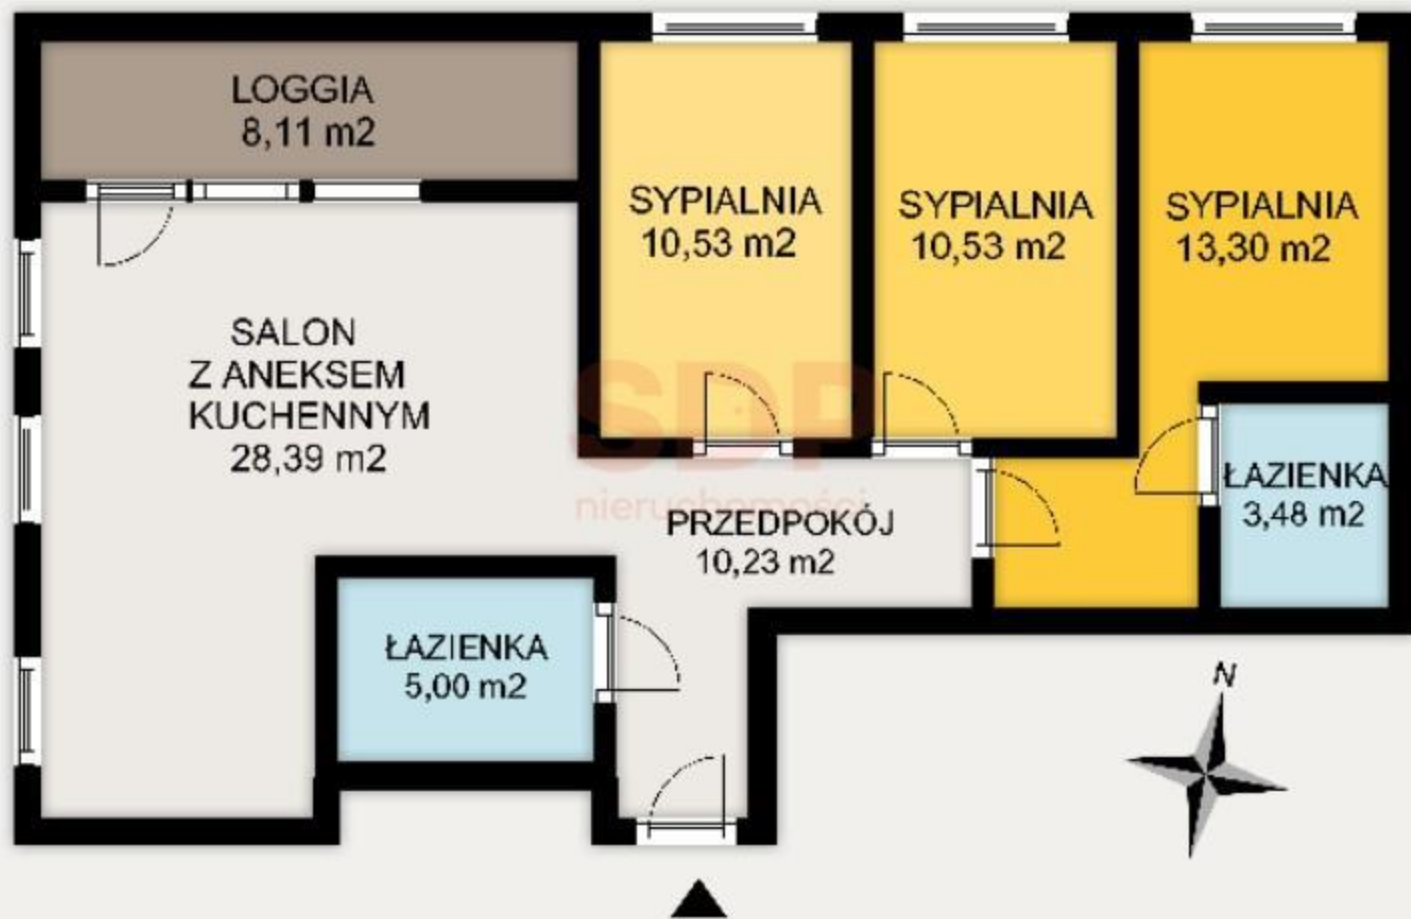 LOGGIA
8,11 m2
SYPIALNIA
10,53 m2
SYPIALNIA
10,53 m2
SYPIALNIA
13,30 m2
SALON
Z ANEKSEM
KUCHENNYM
28,39 m2
SDP
nieruchomości
PRZEDPOKÓJ
10,23 m2
ŁAZIENKA
3,48 m2
ŁAZIENKA
5,00 m2
N